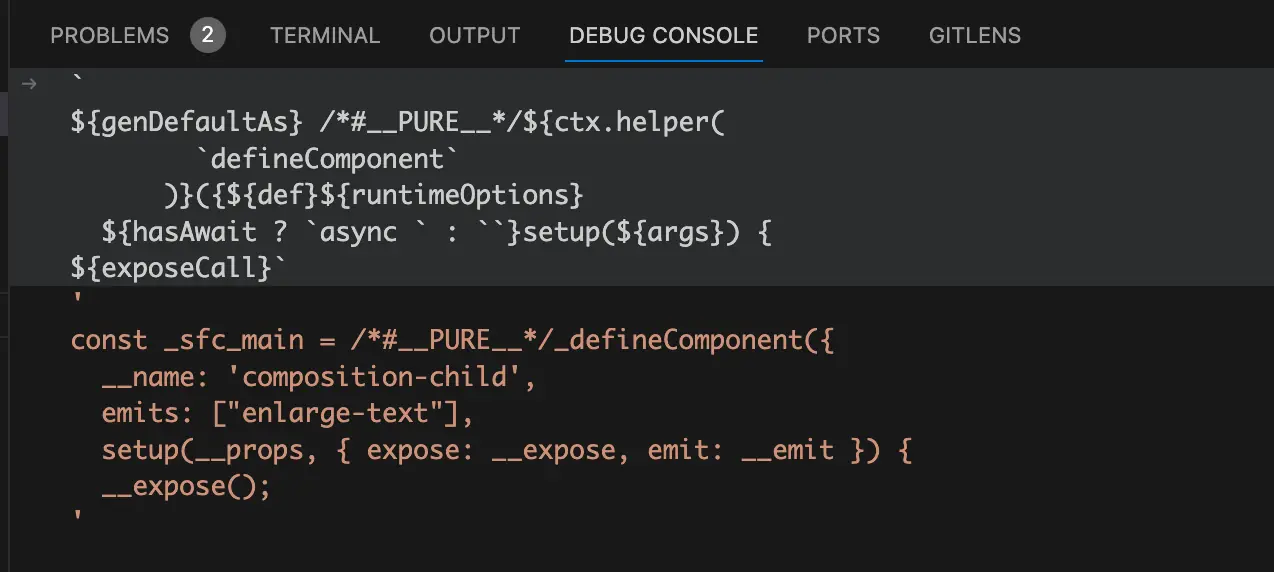 PROBLEMS 2 TERMINAL OUTPUT DEBUG CONSOLE PORTS GITLENS
→ `
${genDefaultAs} /*#__PURE__*/${ctx.helper(
        `defineComponent`
      )}({${def}${runtimeOptions}
  ${hasAwait ? `async ` : ``}setup(${args}) {
${exposeCall}`
'
const _sfc_main = /*#__PURE__*/_defineComponent({
  __name: 'composition-child',
  emits: ["enlarge-text"],
  setup(__props, { expose: __expose, emit: __emit }) {
  __expose();
'